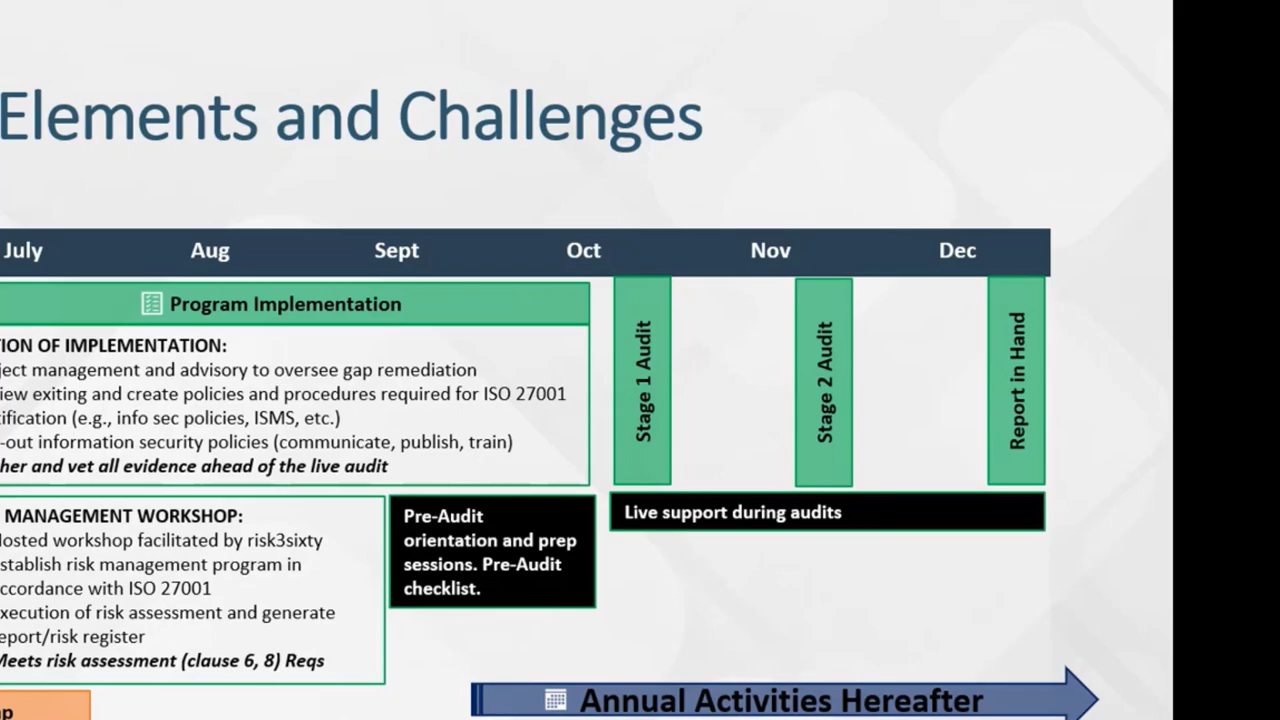 Elements and Challenges
July Aug Sept Oct Nov Dec
Program Implementation
TION OF IMPLEMENTATION:
ject management and advisory to oversee gap remediation
iew exiting and create policies and procedures required for ISO 27001
tification (e.g., info sec policies, ISMS, etc.)
-out information security policies (communicate, publish, train)
her and vet all evidence ahead of the live audit
Stage 1 Audit
Stage 2 Audit
Report in Hand
MANAGEMENT WORKSHOP:
Hosted workshop facilitated by risk3sixty
stablish risk management program in
ccordance with ISO 27001
xecution of risk assessment and generate
eport/risk register
Meets risk assessment (clause 6, 8) Reqs
Pre-Audit
orientation and prep
sessions. Pre-Audit
checklist.
Live support during audits
Annual Activities Hereafter